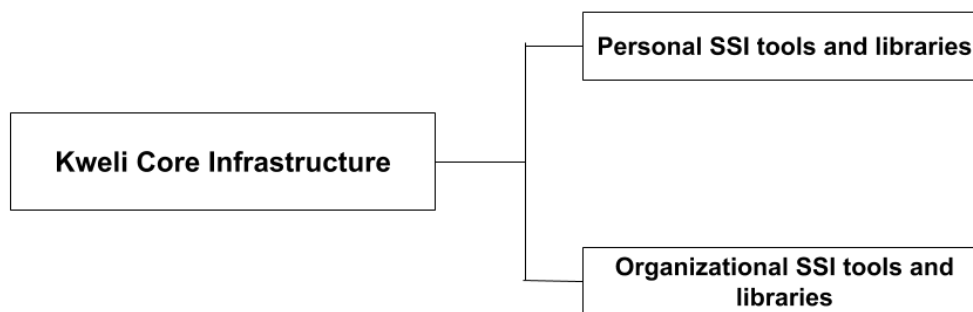 Personal SSI tools and libraries
Kweli Core Infrastructure
Organizational SSI tools and
libraries